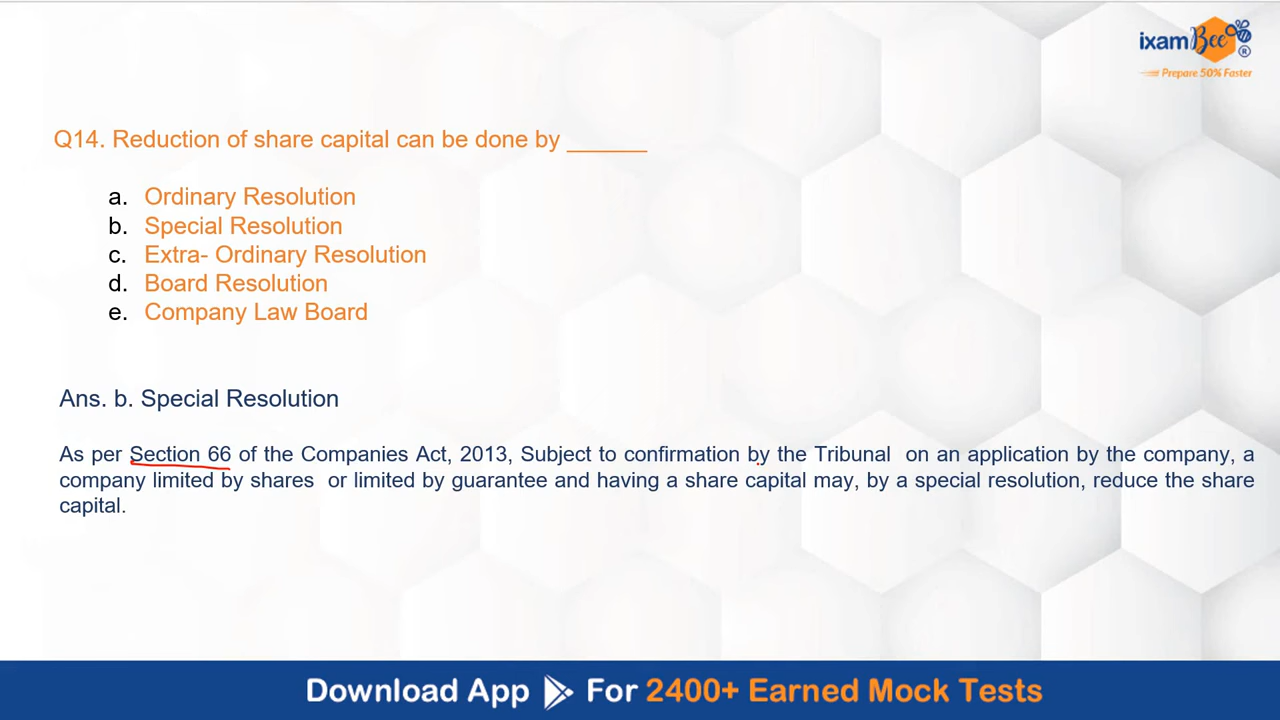 ixamBee®
Prepare 50% Faster
Q14. Reduction of share capital can be done by ______
a. Ordinary Resolution
b. Special Resolution
c. Extra- Ordinary Resolution
d. Board Resolution
e. Company Law Board
Ans. b. Special Resolution
As per Section 66 of the Companies Act, 2013, Subject to confirmation by the Tribunal on an application by the company, a
company limited by shares or limited by guarantee and having a share capital may, by a special resolution, reduce the share
capital.
Download App For 2400+ Earned Mock Tests